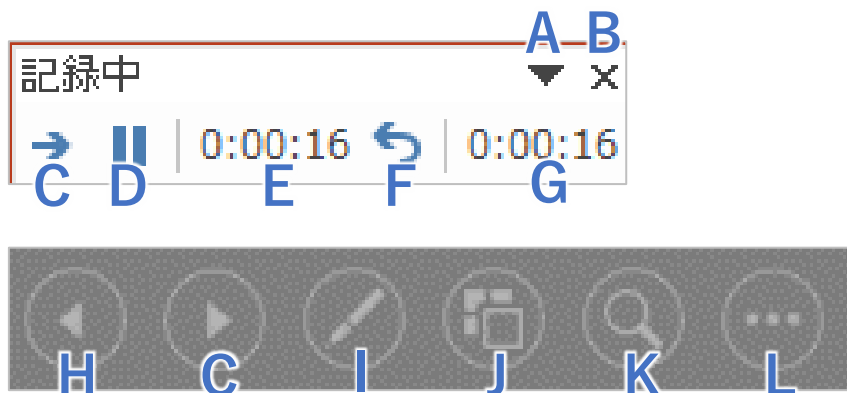 A B
記録中
0:00:16 0:00:16
C D E F G
H C I J K L